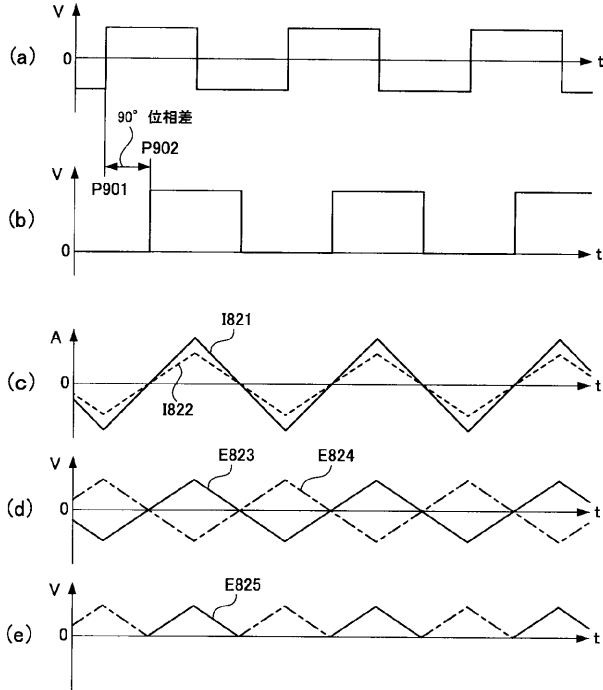 V
(a)
0
t
90° 位相差
P902
V
P901
(b)
0
t
A
I821
(c)
0
I822
t
V
E823
E824
(d)
0
t
V
E825
(e)
0
t